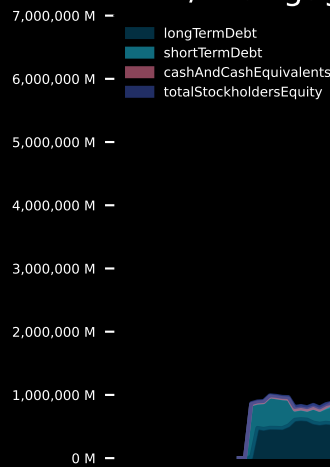 7,000,000 M
longTermDebt
shortTermDebt
6,000,000 M
cashAndCashEquivalents
totalStockholdersEquity
5,000,000 M
4,000,000 M
3,000,000 M
2,000,000 M
1,000,000 M
0 M